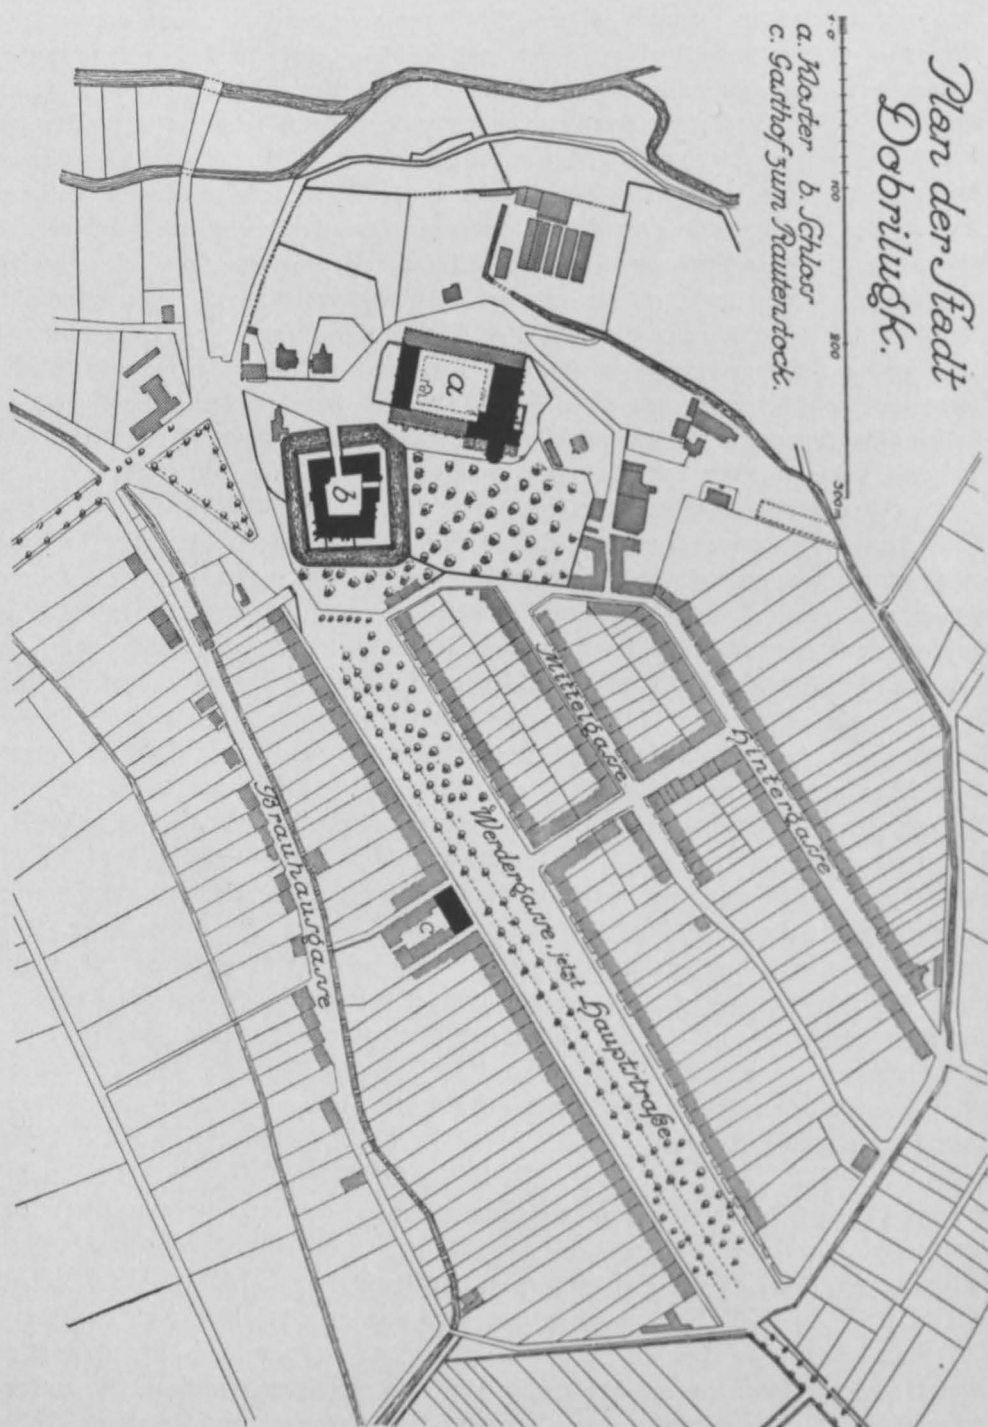 Plan der Stadt
Dobrilugk.
10 0 100 200 300 m
a. Kloster b. Schloss
c. Gasthof zum Rautenstock.
a
b
c
Mittelgasse
Hintergasse
Werdergasse, jetzt Hauptstraße
Brauhausgasse